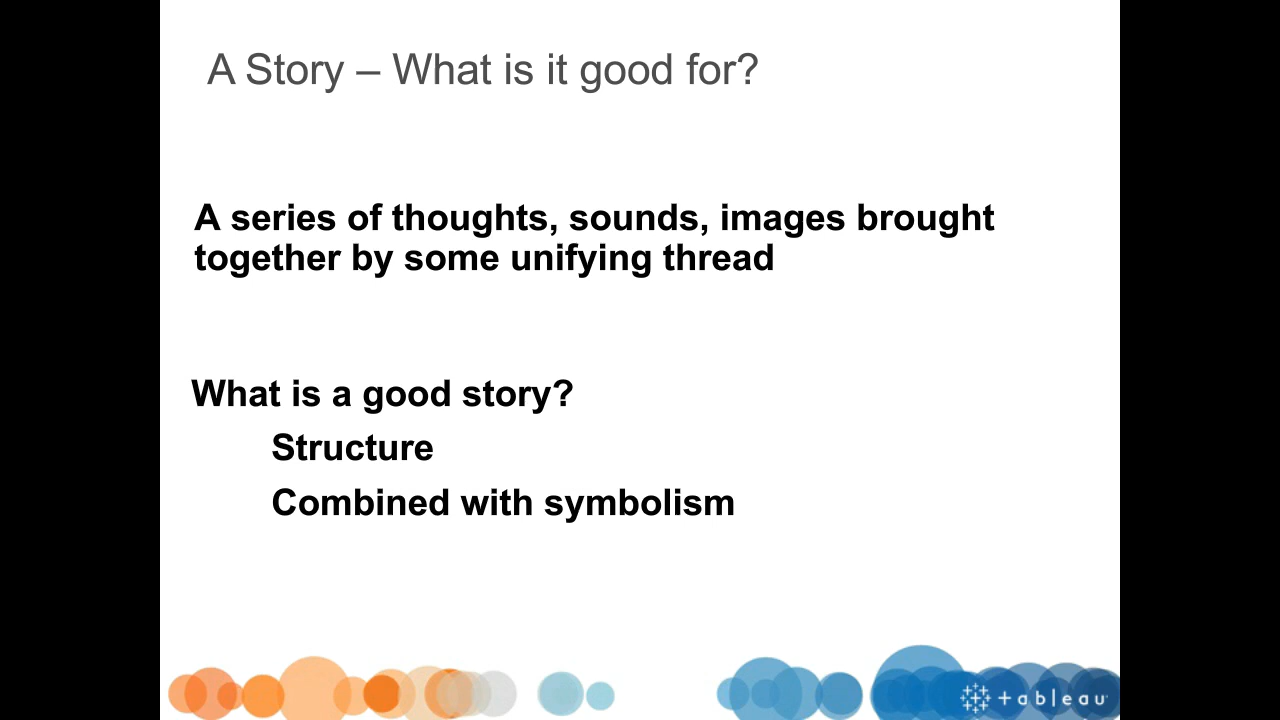 A Story – What is it good for?
A series of thoughts, sounds, images brought
together by some unifying thread
What is a good story?
Structure
Combined with symbolism
+ableau